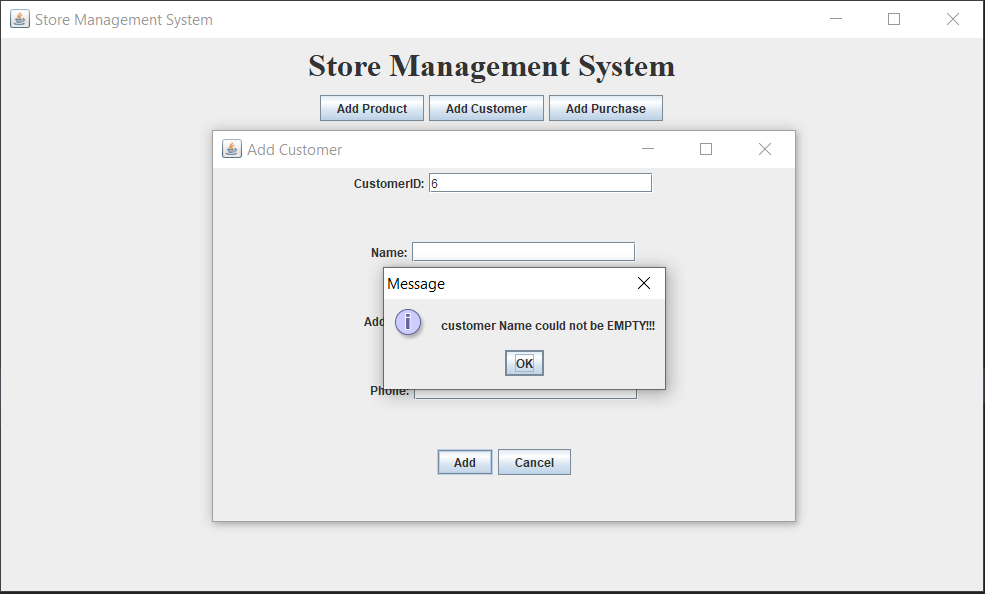 Store Management System
Store Management System
Add Product Add Customer Add Purchase
Add Customer
CustomerID: 6
Name:
Message
Add
customer Name could not be EMPTY!!!
OK
Phone:
Add Cancel